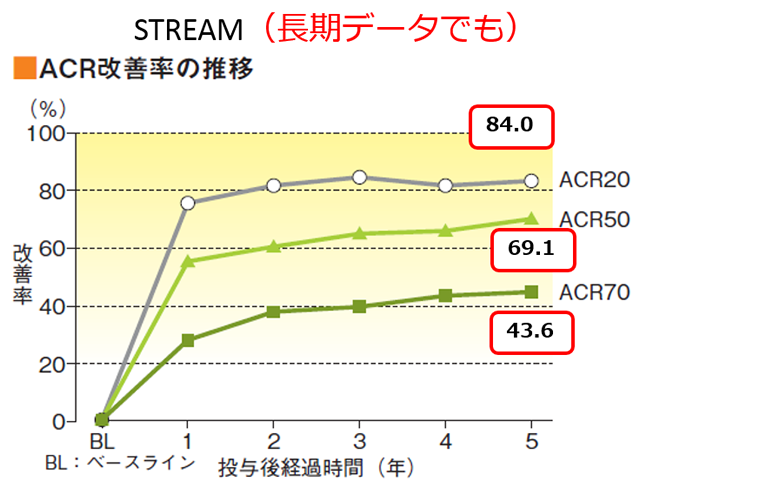 STREAM（長期データでも）
■ACR改善率の推移
（%）
100
80
60
40
20
0
改善率
84.0
ACR20
ACR50
69.1
ACR70
43.6
BL 1 2 3 4 5
BL：ベースライン 投与後経過時間（年）